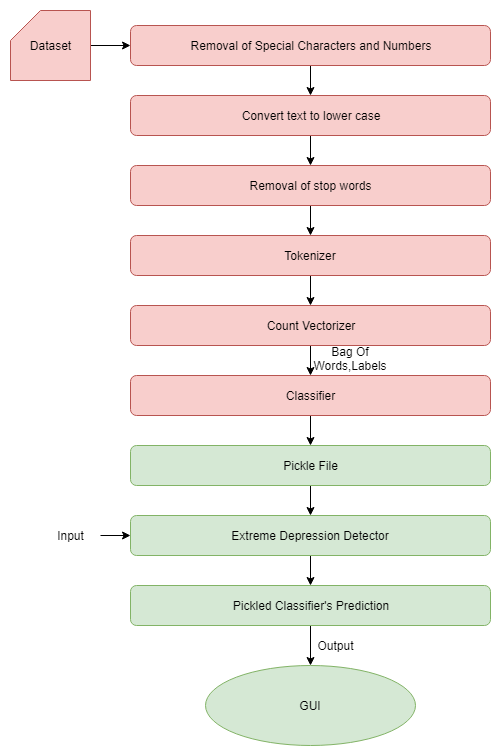 Dataset
Removal of Special Characters and Numbers
Convert text to lower case
Removal of stop words
Tokenizer
Count Vectorizer
Bag Of
Words,Labels
Classifier
Pickle File
Input
Extreme Depression Detector
Pickled Classifier's Prediction
Output
GUI